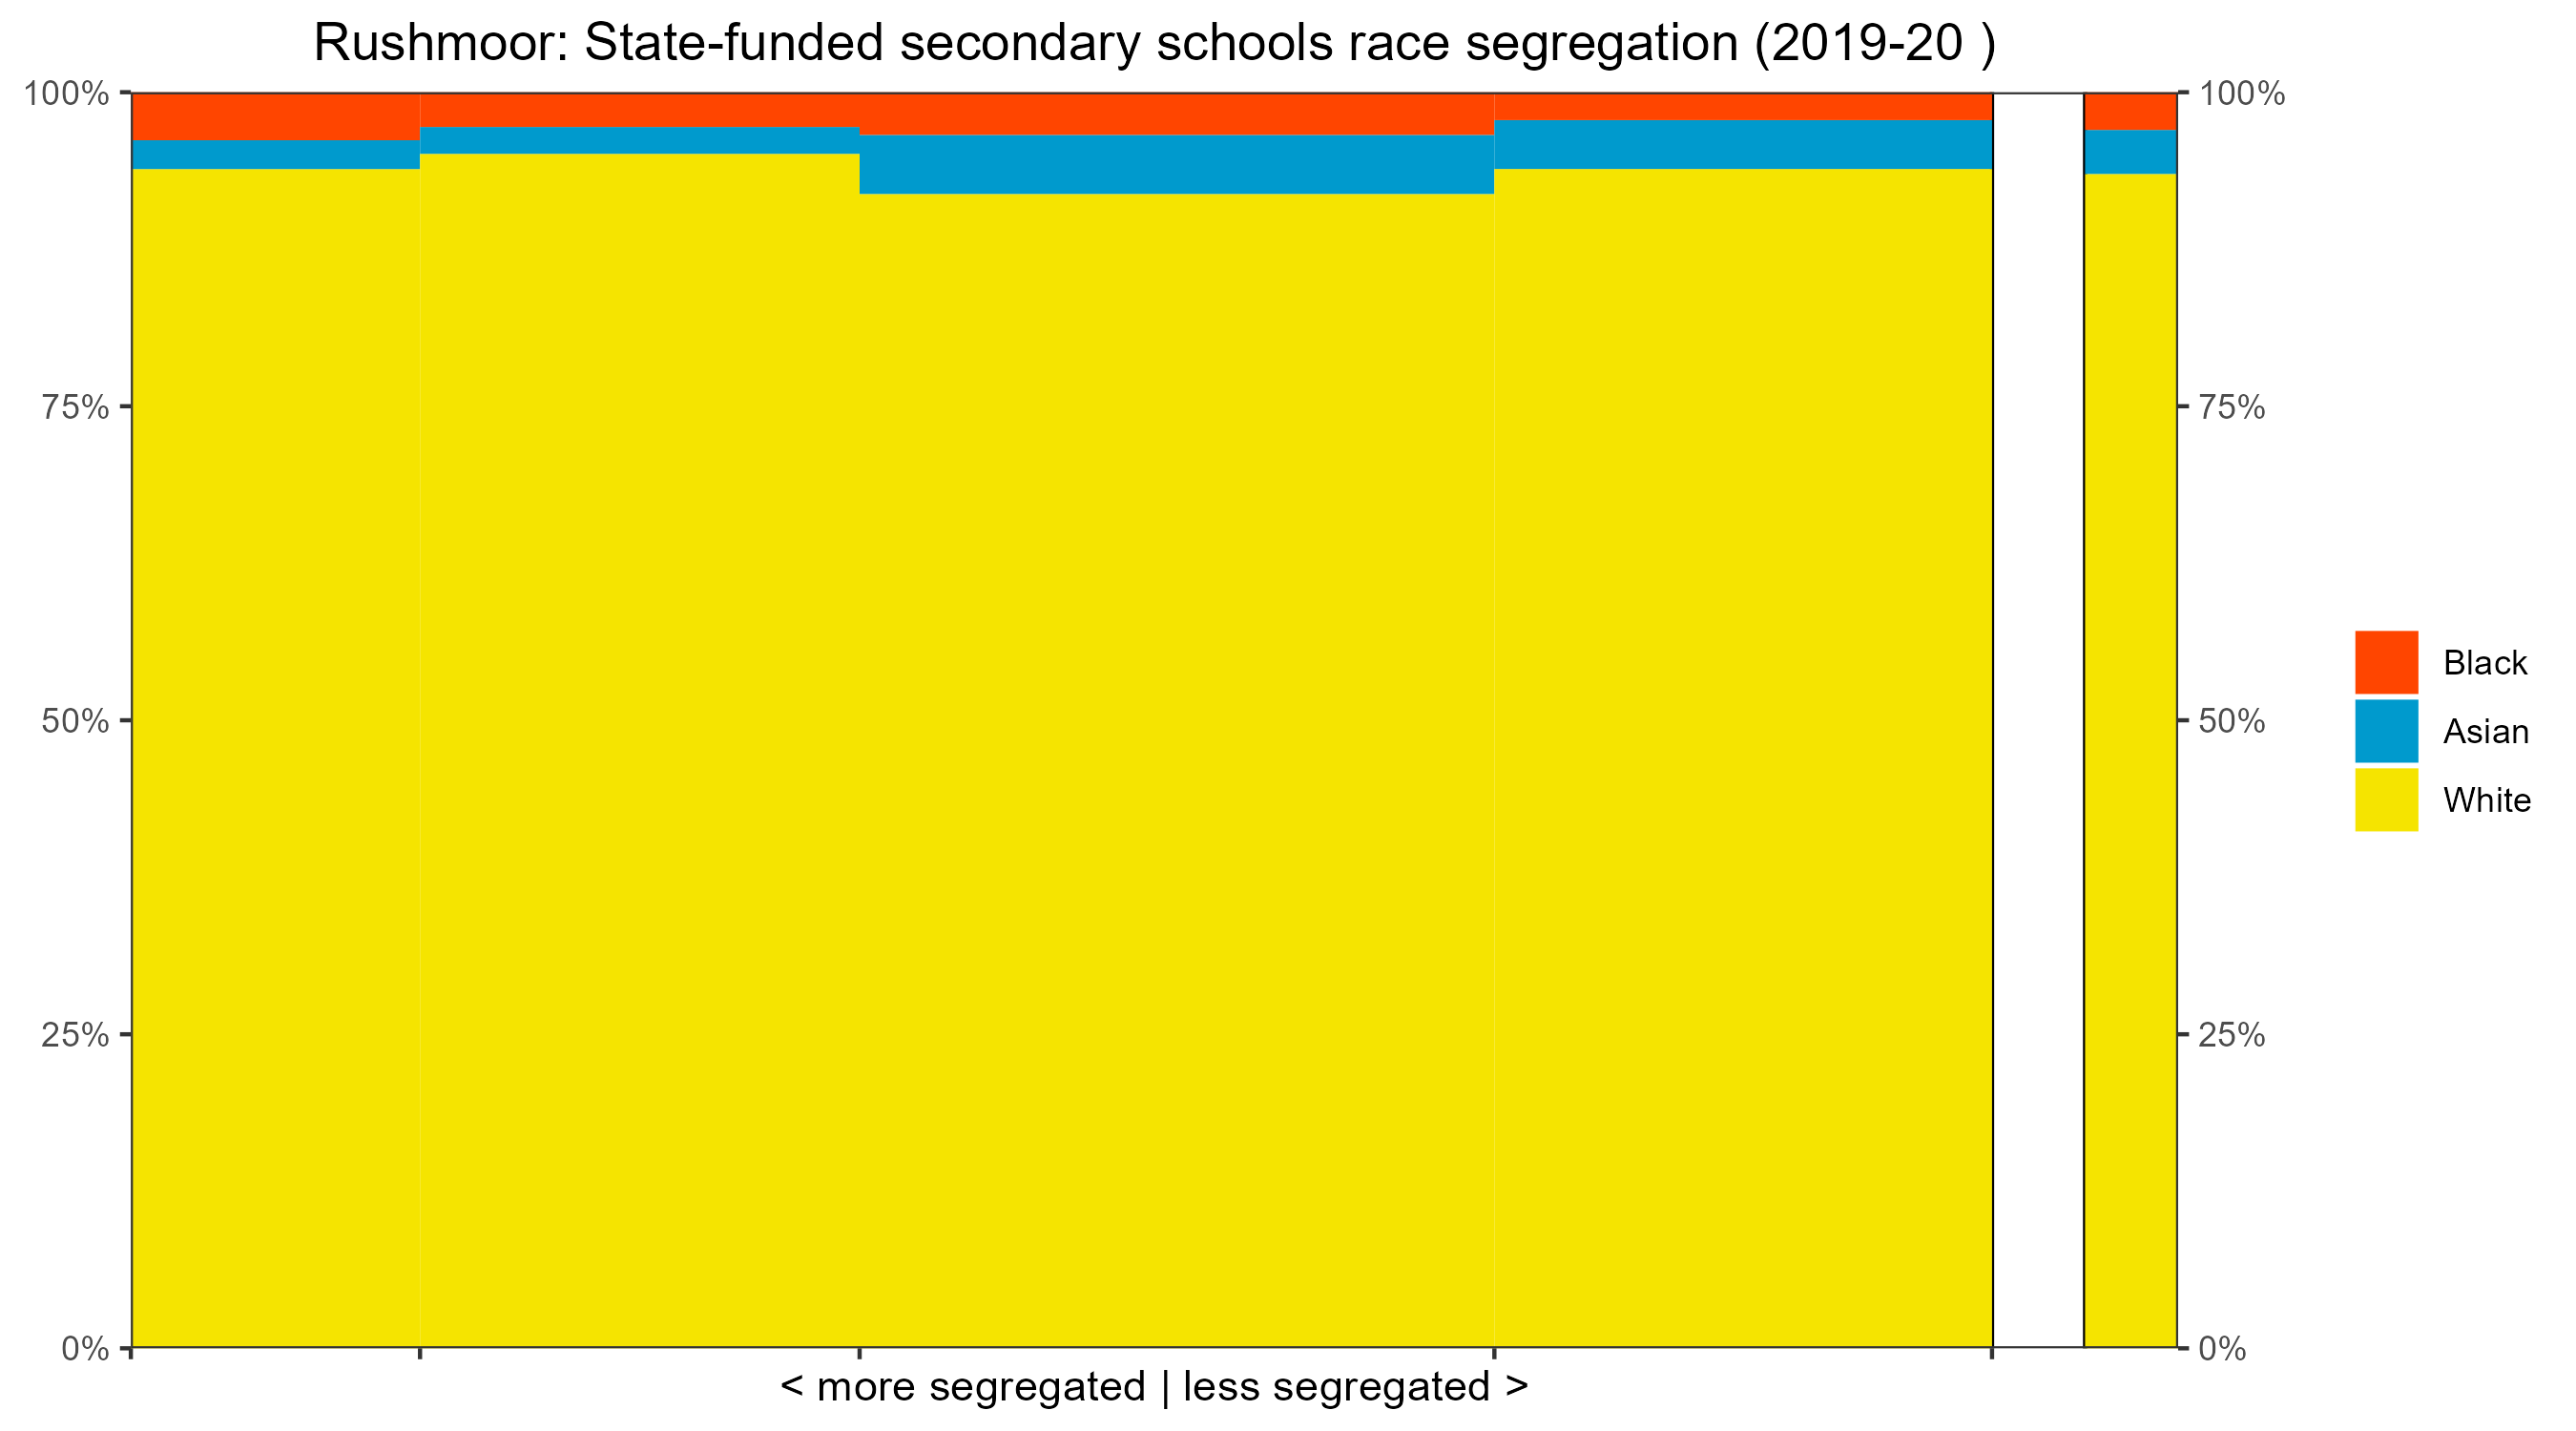 Rushmoor: State-funded secondary schools race segregation (2019-20 )
100%
75%
50%
25%
0%
100%
75%
50%
25%
0%
< more segregated | less segregated >
Black
Asian
White